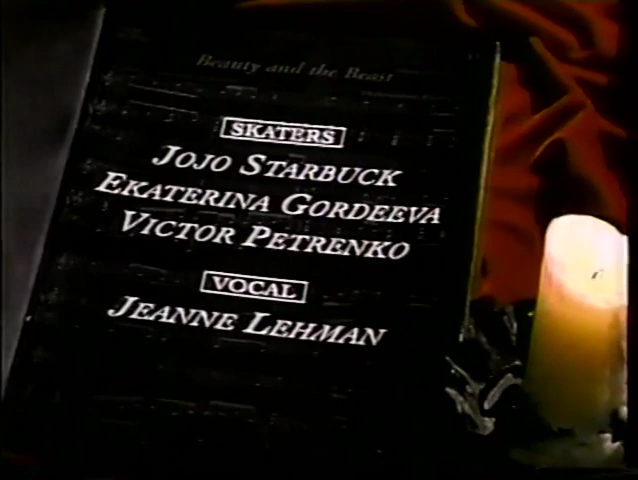 Beauty and the Beast
SKATERS
JOJO STARBUCK
EKATERINA GORDEEVA
VICTOR PETRENKO
VOCAL
JEANNE LEHMAN